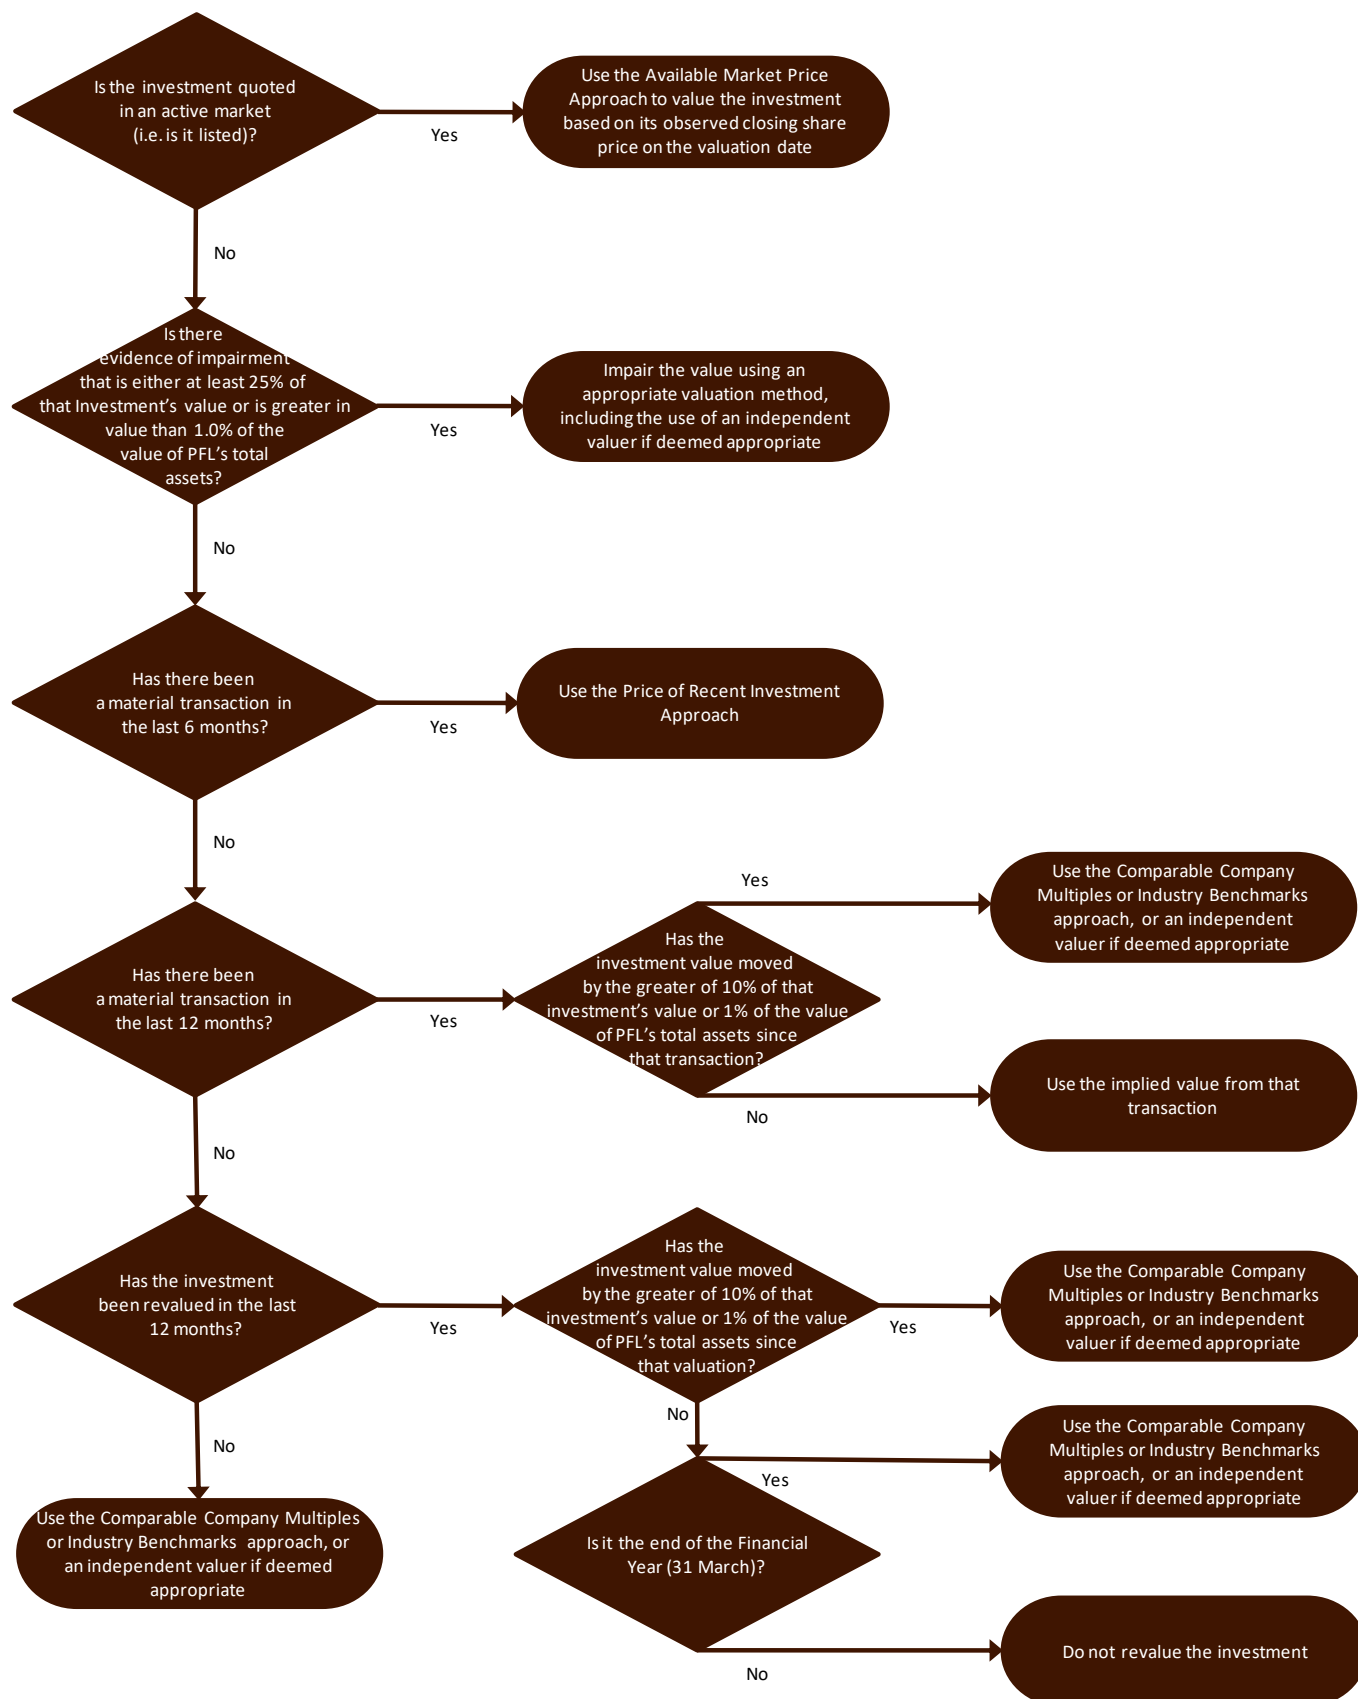 Is the investment quoted
in an active market
(i.e. is it listed)?
Yes
Use the Available Market Price
Approach to value the investment
based on its observed closing share
price on the valuation date
No
Is there
evidence of impairment
that is either at least 25% of
that Investment's value or is greater in
value than 1.0% of the
value of PFL's total
assets?
Yes
Impair the value using an
appropriate valuation method,
including the use of an independent
valuer if deemed appropriate
No
Has there been
a material transaction in
the last 6 months?
Yes
Use the Price of Recent Investment
Approach
No
Has there been
a material transaction in
the last 12 months?
Yes
Has the
investment value moved
by the greater of 10% of that
investment's value or 1% of the value
of PFL's total assets since
that transaction?
Yes
Use the Comparable Company
Multiples or Industry Benchmarks
approach, or an independent
valuer if deemed appropriate
No
Use the implied value from that
transaction
No
Has the investment
been revalued in the last
12 months?
Yes
Has the
investment value moved
by the greater of 10% of that
investment's value or 1% of the value
of PFL's total assets since
that valuation?
Yes
Use the Comparable Company
Multiples or Industry Benchmarks
approach, or an independent
valuer if deemed appropriate
No
No
Use the Comparable Company Multiples
or Industry Benchmarks approach, or
an independent valuer if deemed
appropriate
Is it the end of the Financial
Year (31 March)?
Yes
Use the Comparable Company
Multiples or Industry Benchmarks
approach, or an independent
valuer if deemed appropriate
No
Do not revalue the investment